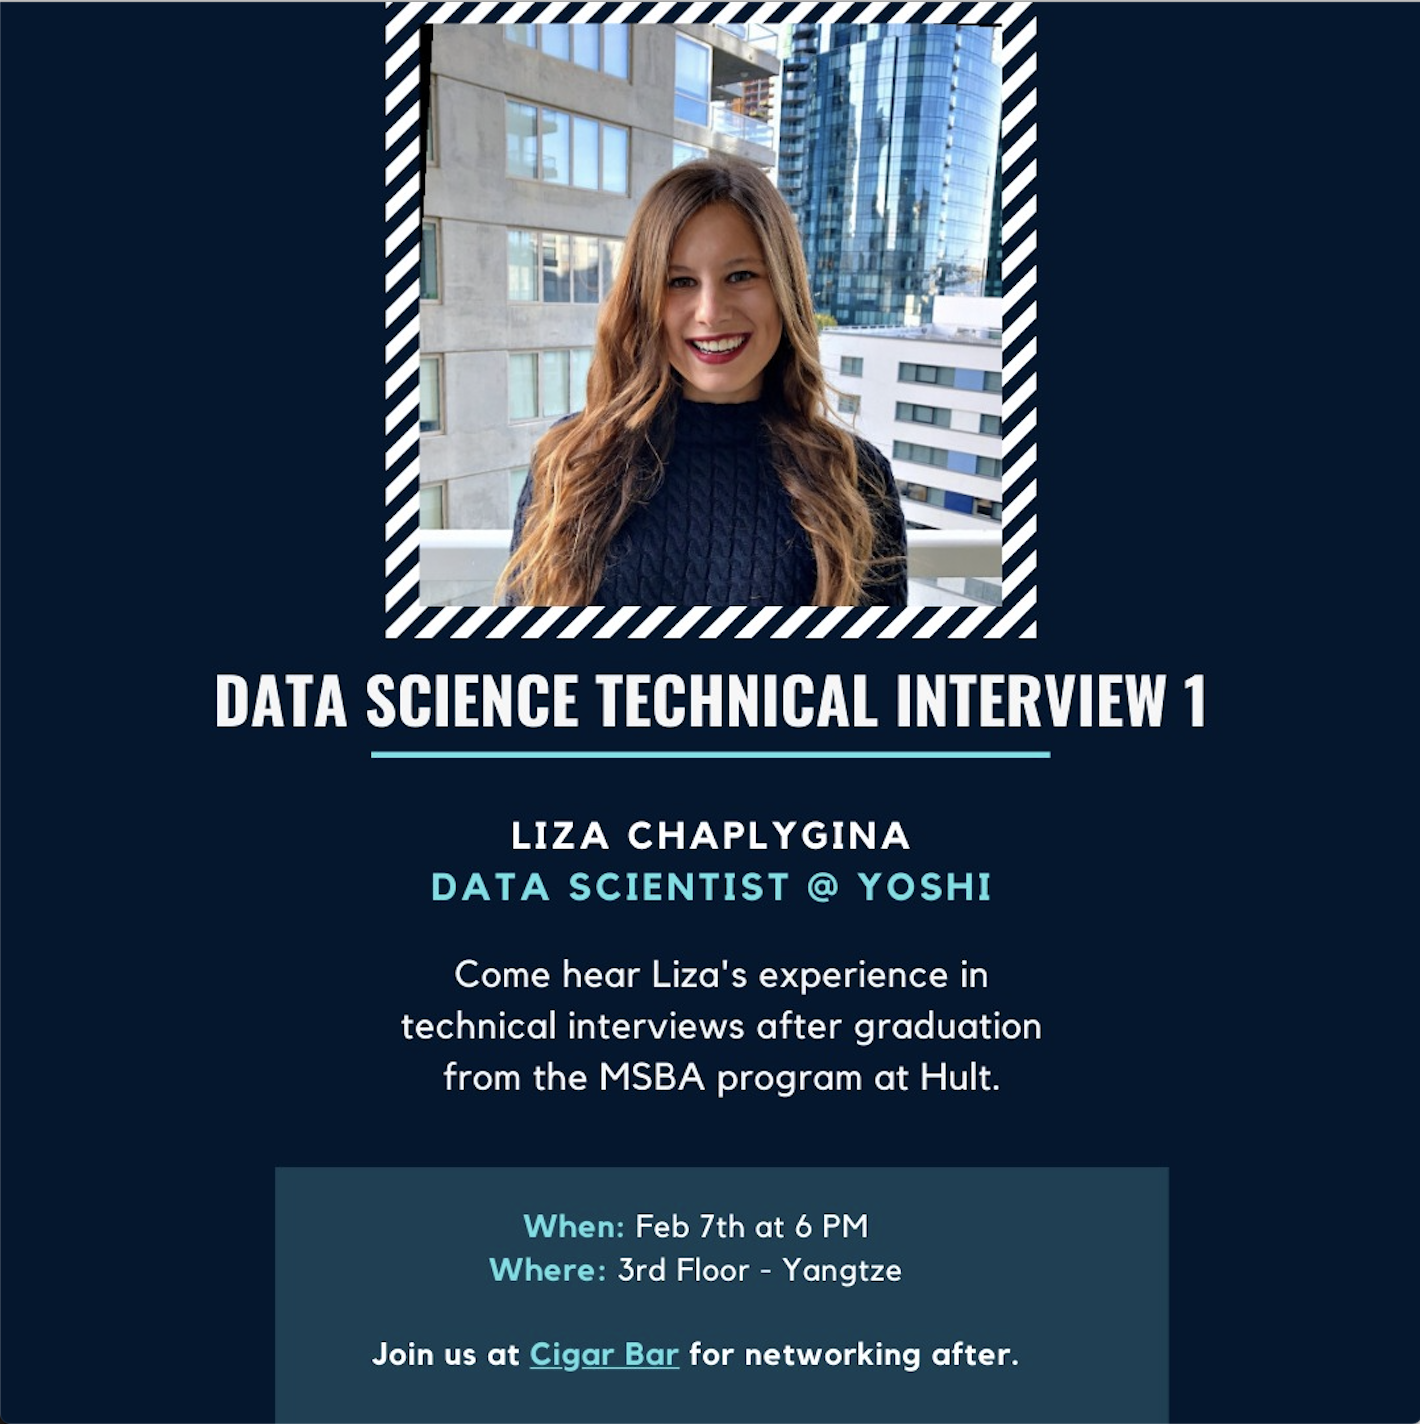 DATA SCIENCE TECHNICAL INTERVIEW 1
LIZA CHAPLYGINA
DATA SCIENTIST @ YOSHI
Come hear Liza's experience in
technical interviews after graduation
from the MSBA program at Hult.
When: Feb 7th at 6 PM
Where: 3rd Floor - Yangtze
Join us at Cigar Bar for networking after.